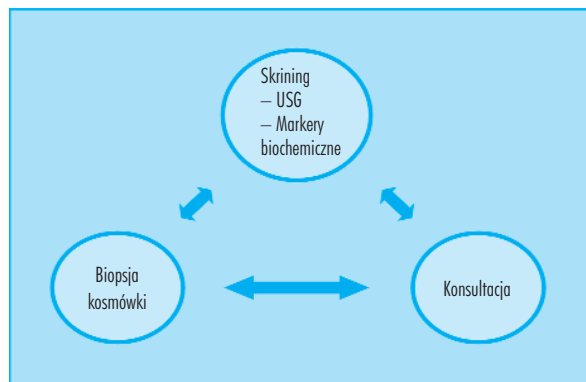 Skrining
– USG
– Markery
biochemiczne
Biopsja
kosmówki
Konsultacja